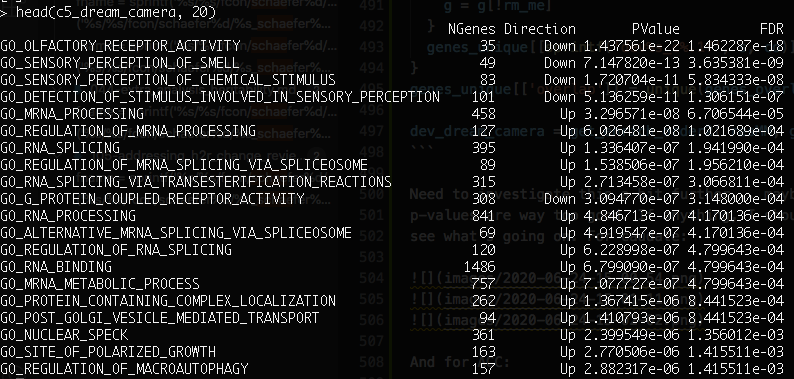 > head(c5_dream_camera, 20)
NGenes Direction PValue FDR
GO_OLFACTORY_RECEPTOR_ACTIVITY 35 Down 1.437561e-22 1.462287e-18
GO_SENSORY_PERCEPTION_OF_SMELL 49 Down 7.147820e-13 3.635381e-09
GO_SENSORY_PERCEPTION_OF_CHEMICAL_STIMULUS 83 Down 1.720704e-11 5.834333e-08
GO_DETECTION_OF_STIMULUS_INVOLVED_IN_SENSORY_PERCEPTION 101 Down 5.136259e-11 1.306151e-07
GO_MRNA_PROCESSING 458 Up 3.296571e-08 6.706544e-05
GO_REGULATION_OF_MRNA_PROCESSING 127 Up 6.026481e-08 1.021689e-04
GO_RNA_SPLICING 395 Up 1.336407e-07 1.941990e-04
GO_REGULATION_OF_MRNA_SPLICING_VIA_SPLICEOSOME 89 Up 1.538506e-07 1.956210e-04
GO_RNA_SPLICING_VIA_TRANSESTERIFICATION_REACTIONS 315 Up 2.713458e-07 3.066811e-04
GO_G_PROTEIN_COUPLED_RECEPTOR_ACTIVITY 308 Down 3.094770e-07 3.148000e-04
GO_RNA_PROCESSING 841 Up 4.846713e-07 4.170136e-04
GO_ALTERNATIVE_MRNA_SPLICING_VIA_SPLICEOSOME 69 Up 4.919547e-07 4.170136e-04
GO_REGULATION_OF_RNA_SPLICING 120 Up 6.228998e-07 4.799643e-04
GO_RNA_BINDING 1486 Up 6.799090e-07 4.799643e-04
GO_MRNA_METABOLIC_PROCESS 757 Up 7.077727e-07 4.799643e-04
GO_PROTEIN_CONTAINING_COMPLEX_LOCALIZATION 262 Up 1.367415e-06 8.441523e-04
GO_POST_GOLGI_VESICLE_MEDIATED_TRANSPORT 94 Up 1.410793e-06 8.441523e-04
GO_NUCLEAR_SPECK 361 Up 2.399549e-06 1.356012e-03
GO_SITE_OF_POLARIZED_GROWTH 163 Up 2.770506e-06 1.415511e-03
GO_REGULATION_OF_MACROAUTOPHAGY 157 Up 2.882317e-06 1.415511e-03